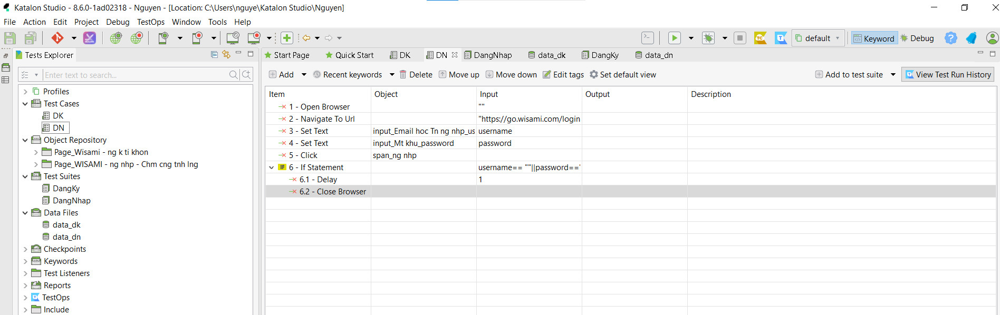 Katalon Studio - 8.6.0-1ad02318 - Nguyen - [Location: C:\Users\nguye\Katalon Studio\Nguyen]
File Action Edit Project Debug TestOps Window Tools Help
default Keyword Debug
Tests Explorer
Start Page Quick Start DK DN DangNhap data_dk DangKy data_dn
Enter text to search...
Add Recent keywords Delete Move up Move down Edit tags Set default view Add to test suite View Test Run History
Profiles
Test Cases
DK
DN
Object Repository
Page_Wisami - ng k ti khon
Page_WISAMI - ng nhp - Chm cng tnh lng
Test Suites
DangKy
DangNhap
Data Files
data_dk
data_dn
Checkpoints
Keywords
Test Listeners
Reports
TestOps
Include
Item Object Input Output Description
1 - Open Browser ""
2 - Navigate To Url "https://go.wisami.com/login
3 - Set Text input_Email hoc Tn ng nhp_us username
4 - Set Text input_Mt khu_password password
5 - Click span_ng nhp
IF 6 - If Statement username== ""||password=='
6.1 - Delay 1
6.2 - Close Browser